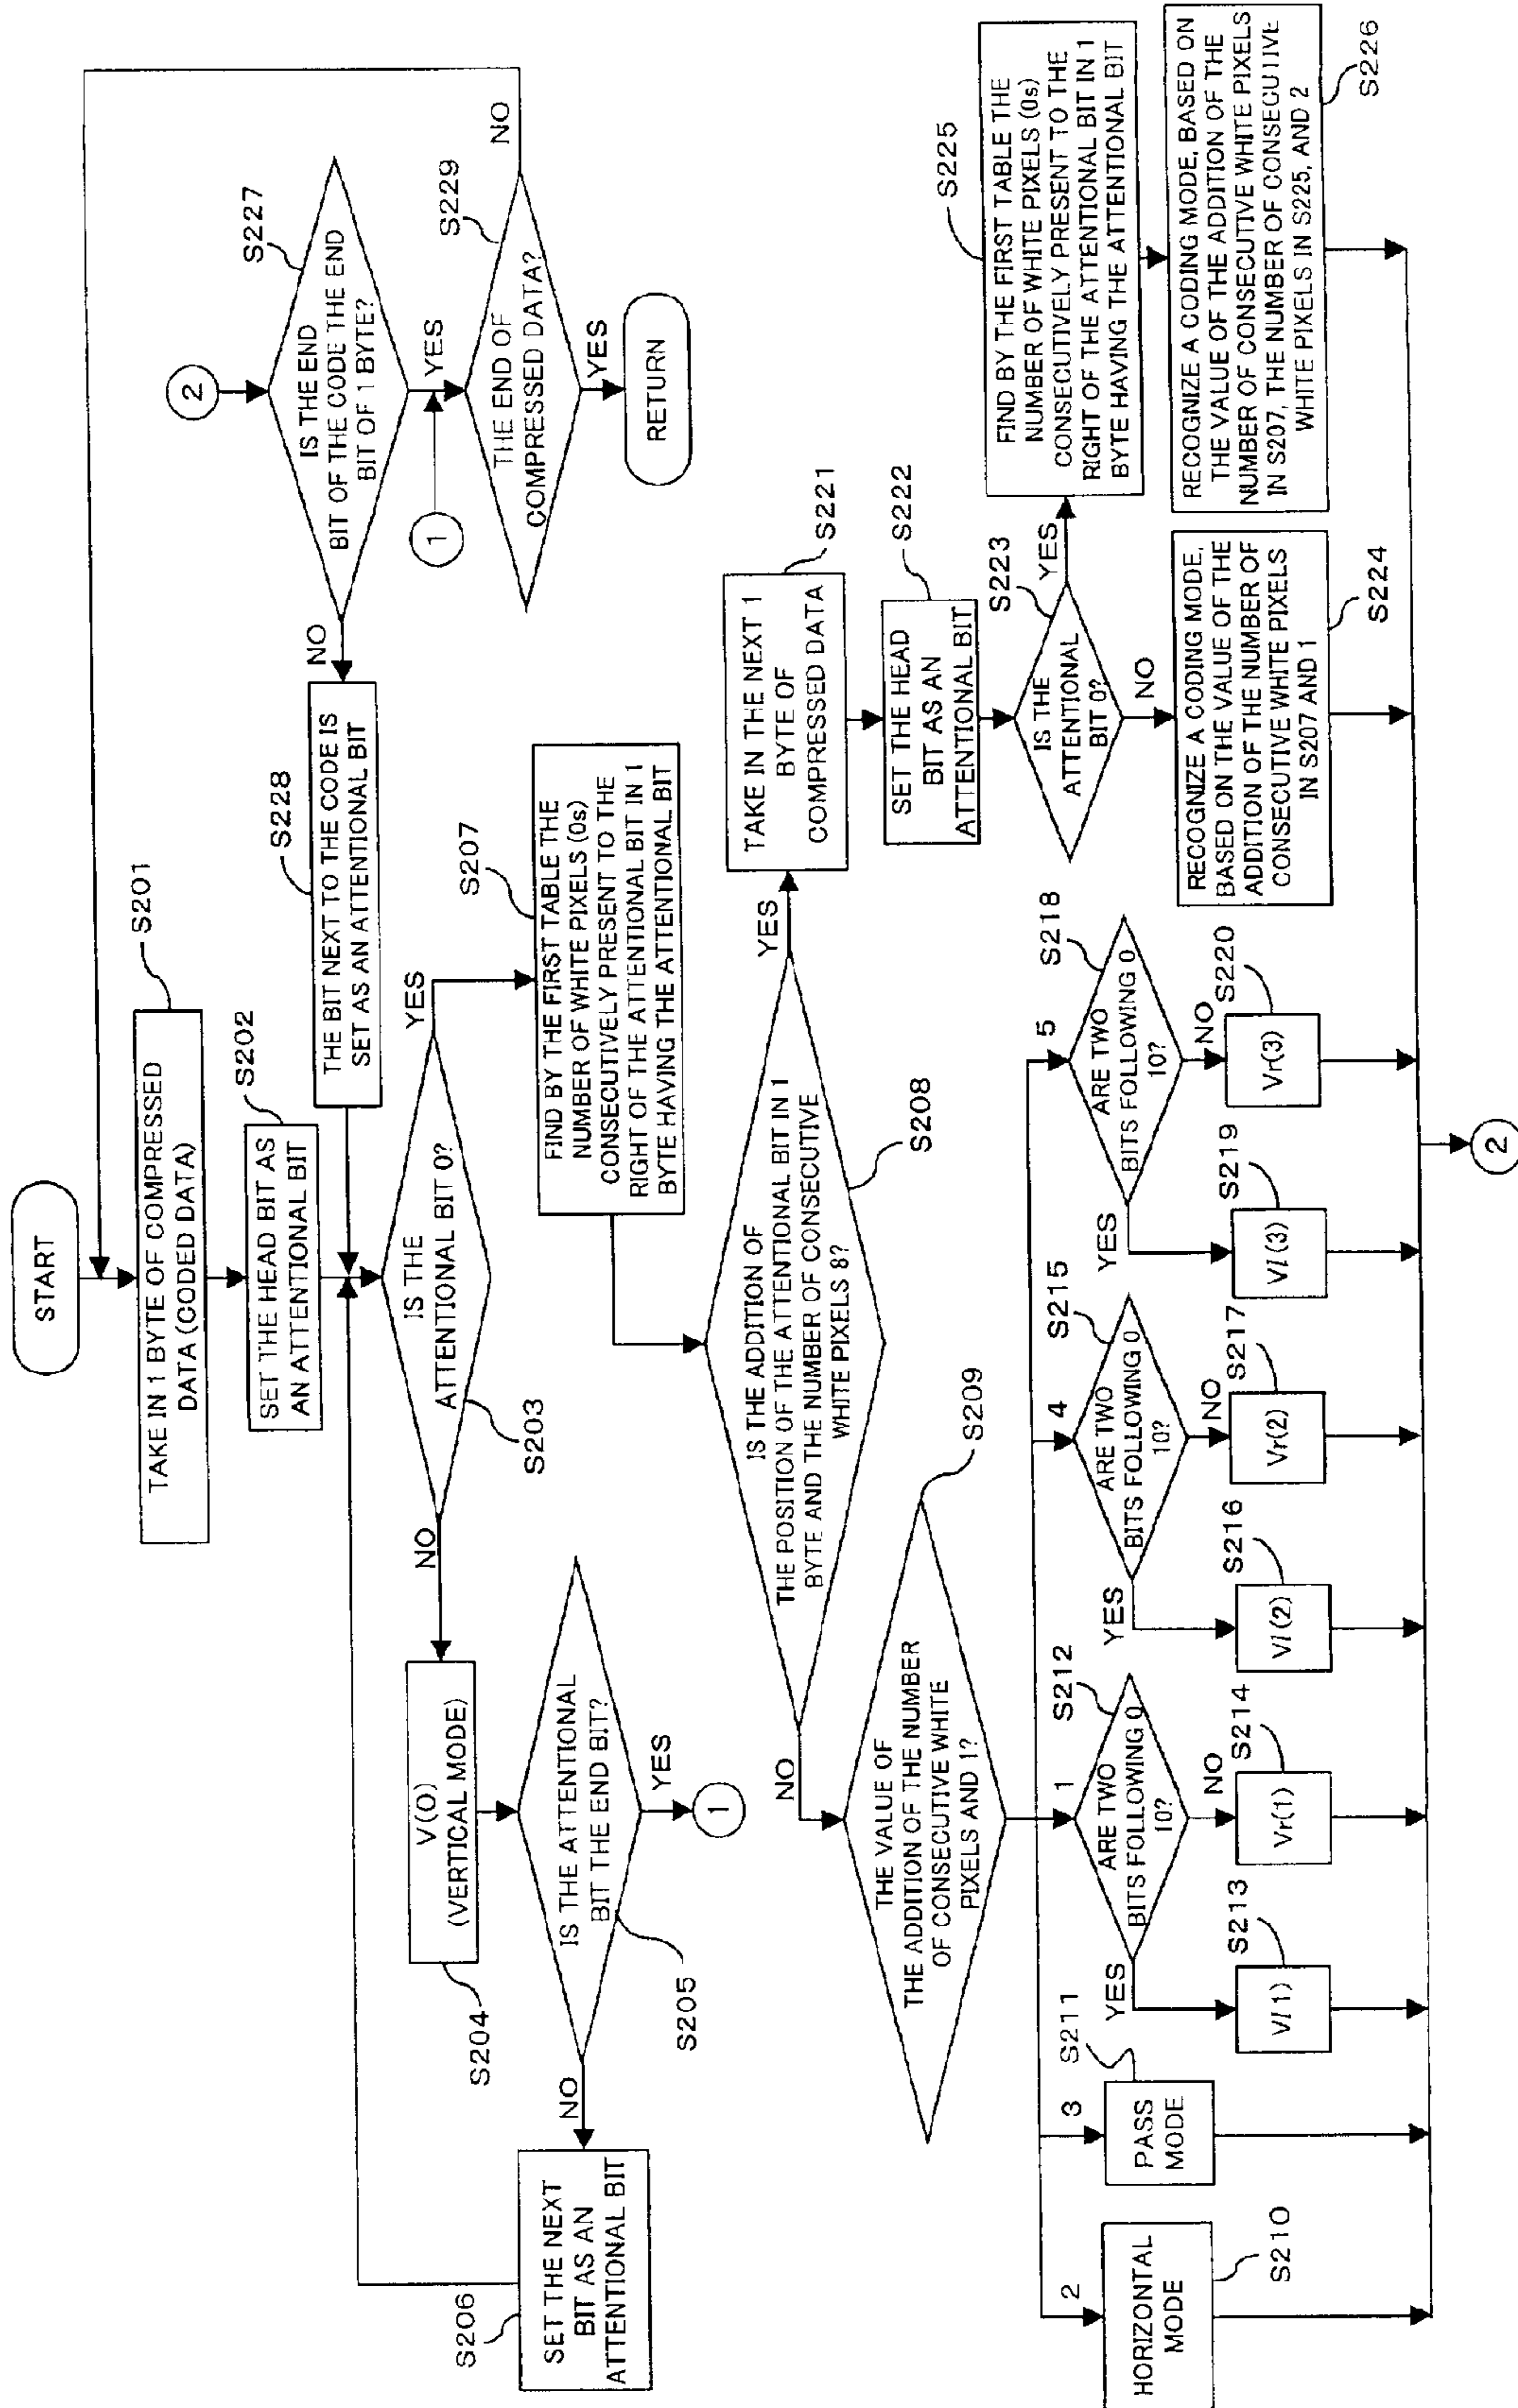 START
TAKE IN 1 BYTE OF COMPRESSED
DATA (CODED DATA)
S201
SET THE HEAD BIT AS
AN ATTENTIONAL BIT
S202
IS THE
ATTENTIONAL BIT 0?
S203
NO
YES
V(0)
(VERTICAL MODE)
S204
IS THE ATTENTIONAL
BIT THE END BIT?
S205
NO
YES
1
SET THE NEXT
BIT AS AN
ATTENTIONAL BIT
S206
THE BIT NEXT TO THE CODE IS
SET AS AN ATTENTIONAL BIT
S228
2
IS THE END
BIT OF THE CODE THE END
BIT OF 1 BYTE?
S227
NO
YES
1
THE END OF
COMPRESSED DATA?
S229
NO
YES
RETURN
FIND BY THE FIRST TABLE THE
NUMBER OF WHITE PIXELS (0s)
CONSECUTIVELY PRESENT TO THE
RIGHT OF THE ATTENTIONAL BIT IN 1
BYTE HAVING THE ATTENTIONAL BIT
S207
IS THE ADDITION OF
THE POSITION OF THE ATTENTIONAL BIT IN 1
BYTE AND THE NUMBER OF CONSECUTIVE
WHITE PIXELS 8?
S208
NO
YES
THE VALUE OF
THE ADDITION OF THE NUMBER
OF CONSECUTIVE WHITE
PIXELS AND 1?
S209
2
3
1
4
5
HORIZONTAL
MODE
S210
PASS
MODE
S211
ARE TWO
BITS FOLLOWING 0
10?
S212
YES
NO
Vl(1)
S213
Vr(1)
S214
ARE TWO
BITS FOLLOWING 0
10?
S215
YES
NO
Vl(2)
S216
Vr(2)
S217
ARE TWO
BITS FOLLOWING 0
10?
S218
YES
NO
Vl(3)
S219
Vr(3)
S220
TAKE IN THE NEXT 1
BYTE OF
COMPRESSED DATA
S221
SET THE HEAD
BIT AS AN
ATTENTIONAL BIT
S222
IS THE
ATTENTIONAL
BIT 0?
S223
YES
NO
RECOGNIZE A CODING MODE,
BASED ON THE VALUE OF THE
ADDITION OF THE NUMBER OF
CONSECUTIVE WHITE PIXELS
IN S207 AND 1
S224
FIND BY THE FIRST TABLE THE
NUMBER OF WHITE PIXELS (0s)
CONSECUTIVELY PRESENT TO THE
RIGHT OF THE ATTENTIONAL BIT IN 1
BYTE HAVING THE ATTENTIONAL BIT
S225
RECOGNIZE A CODING MODE, BASED ON
THE VALUE OF THE ADDITION OF THE
NUMBER OF CONSECUTIVE WHITE PIXELS
IN S207, THE NUMBER OF CONSECUTIVE
WHITE PIXELS IN S225, AND 2
S226
2